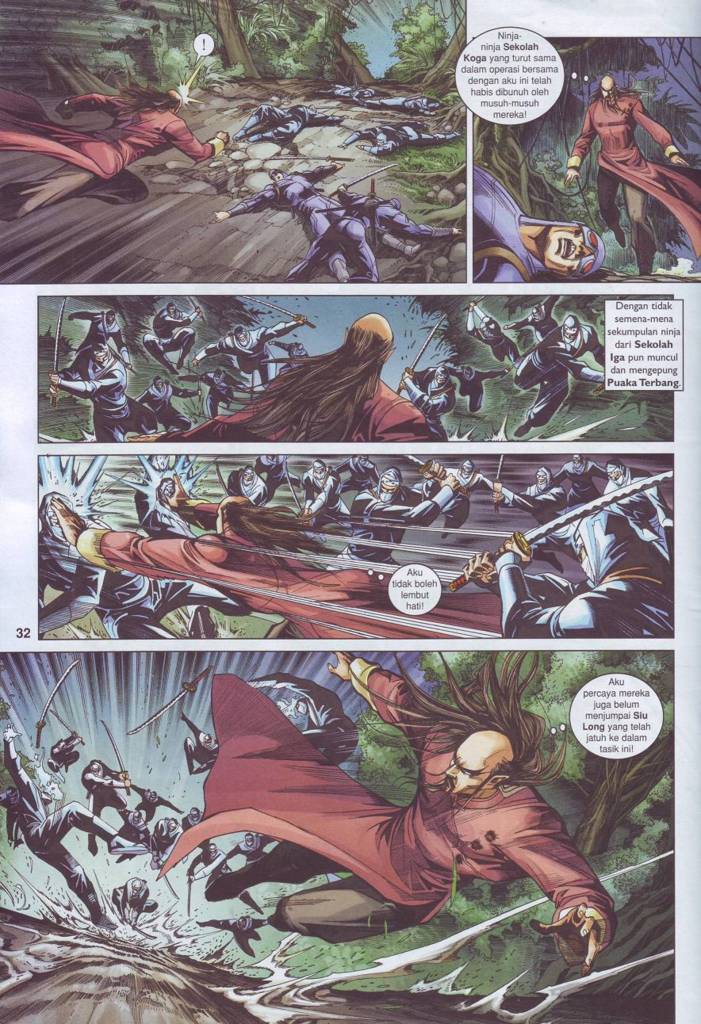 !
Ninja-
ninja Sekolah
Koga yang turut sama
dalam operasi bersama
dengan aku ini telah
habis dibunuh oleh
musuh-musuh
mereka!
Dengan tidak
semena-mena
sekumpulan ninja
dari Sekolah
Iga pun muncul
dan mengepung
Puaka Terbang.
Aku
tidak boleh
lembut
hati!
32
Aku
percaya mereka
juga belum
menjumpai Siu
Long yang telah
jatuh ke dalam
tasik ini!